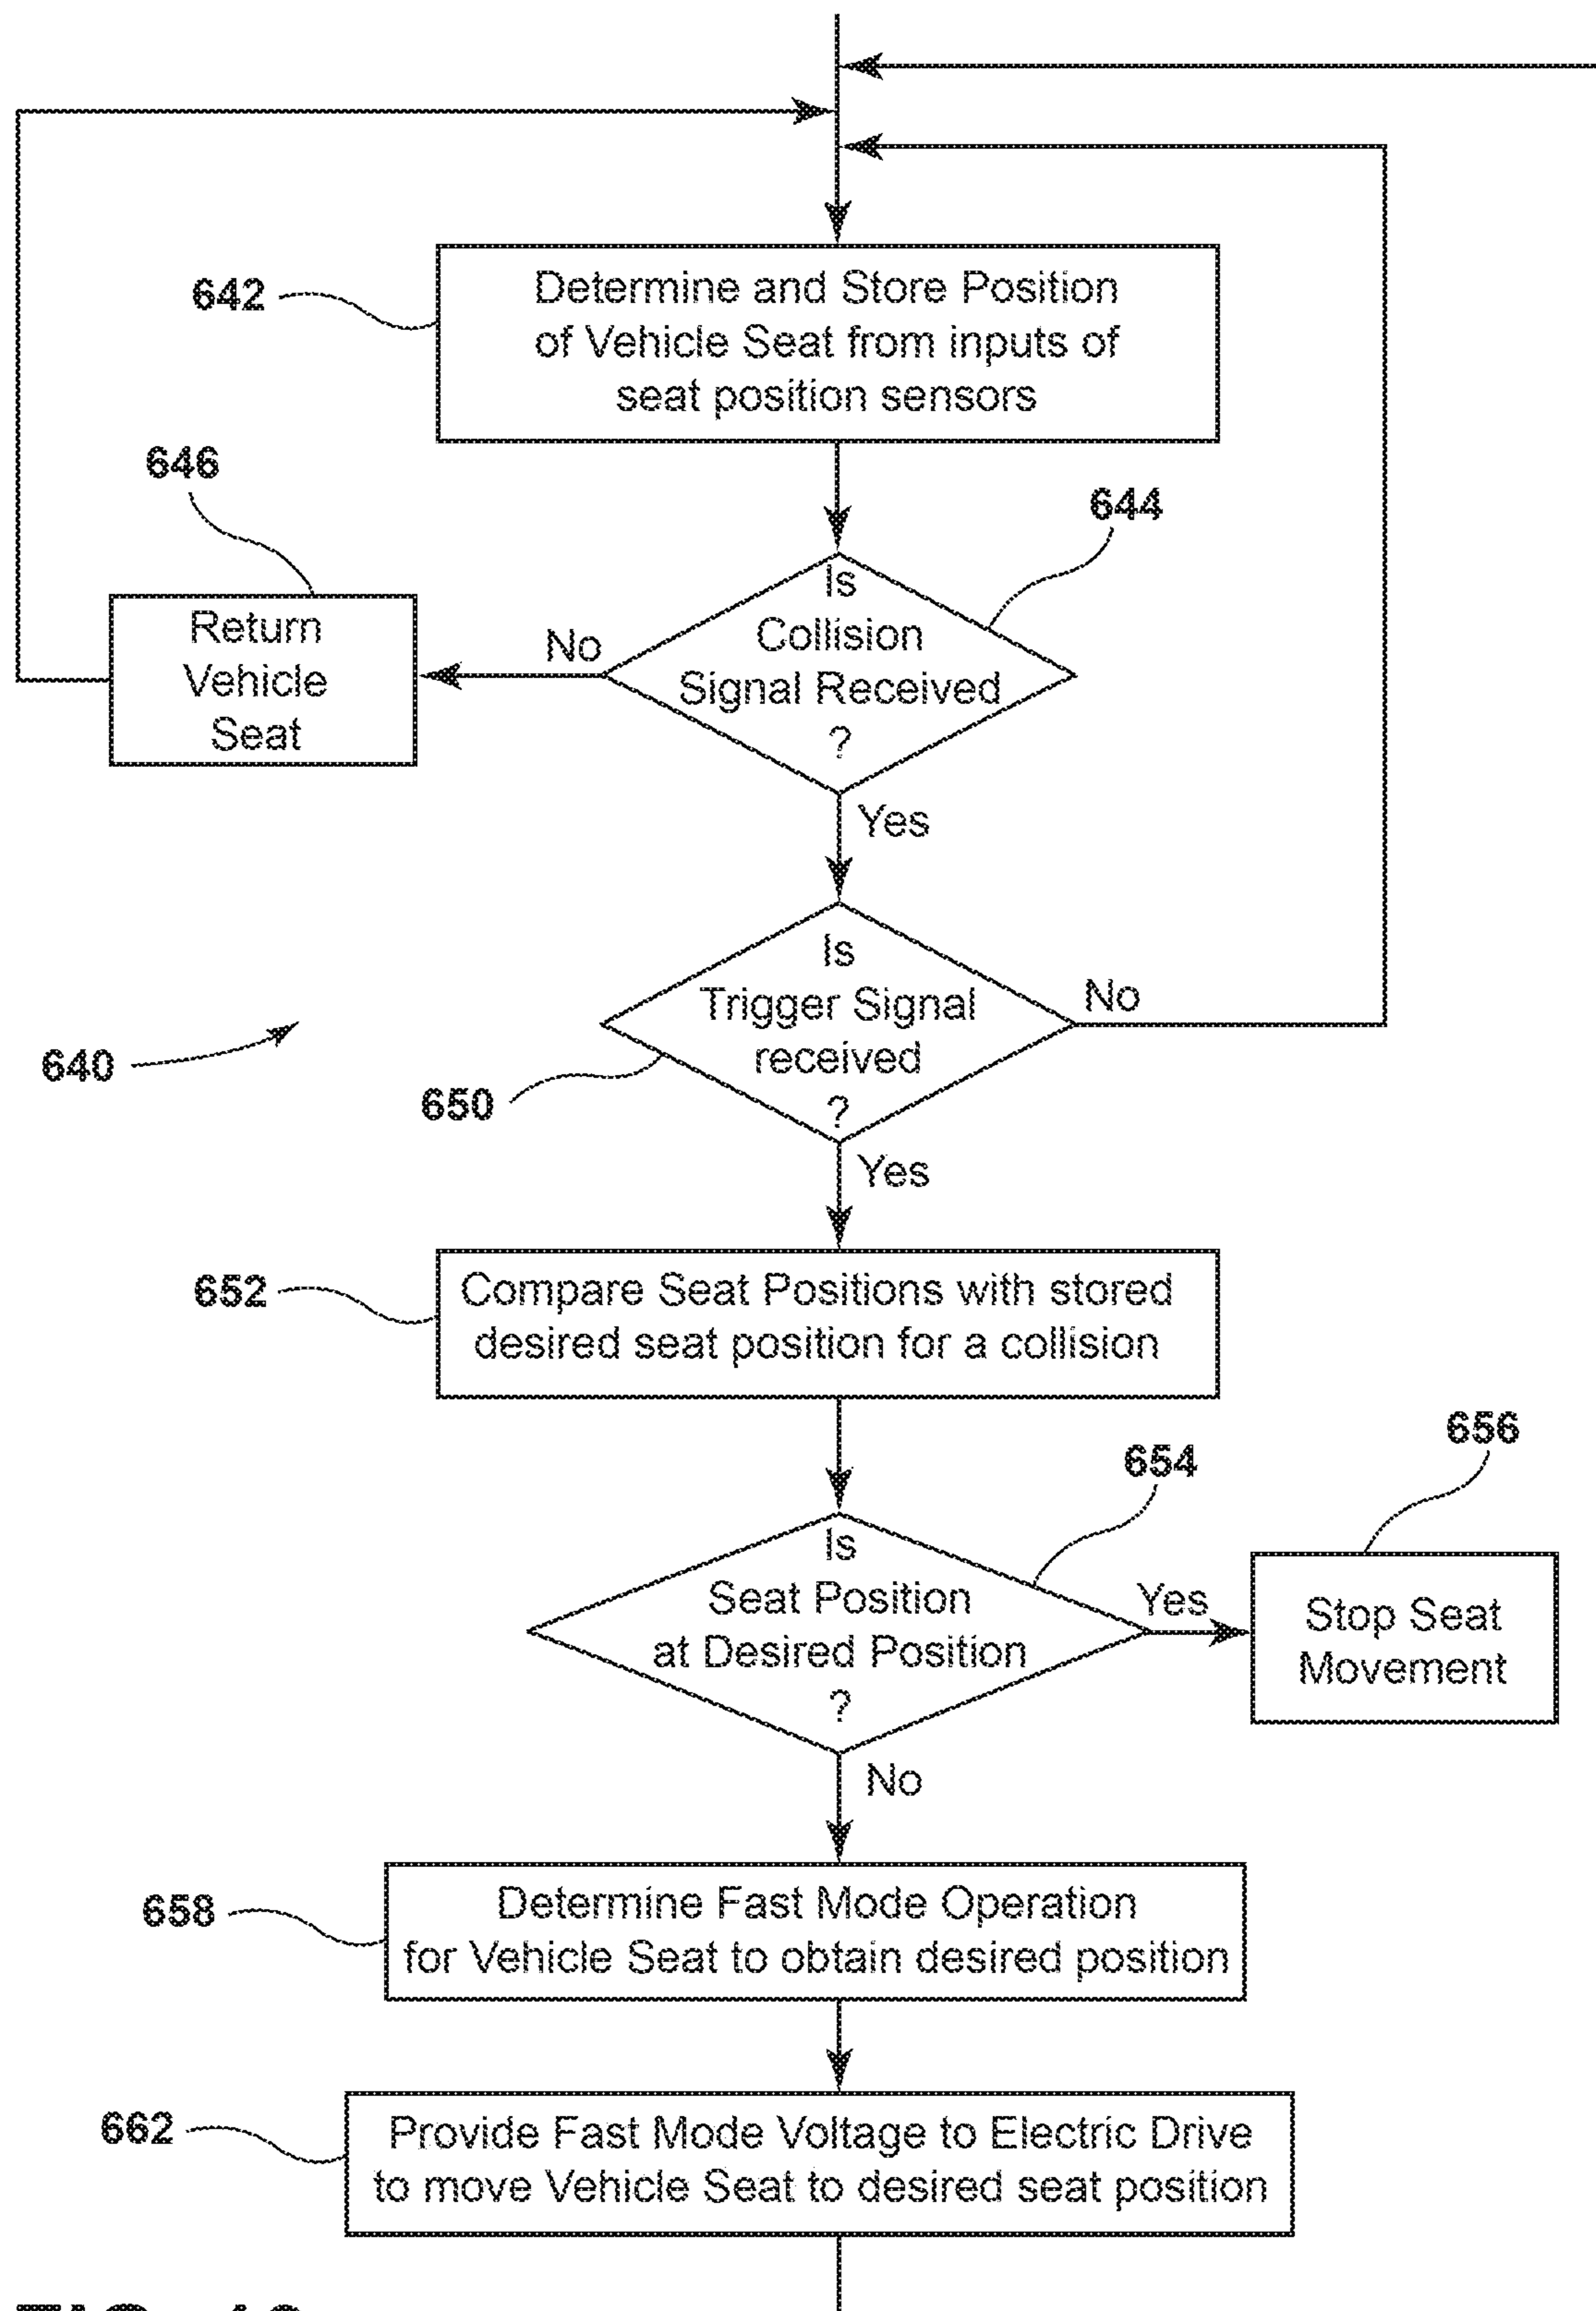 642
Determine and Store Position
of Vehicle Seat from inputs of
seat position sensors
646
644
Return
Vehicle
Seat
No
Is
Collision
Signal Received
?
Yes
Is
Trigger Signal
received
?
No
640
650
Yes
652
Compare Seat Positions with stored
desired seat position for a collision
654
656
Is
Seat Position
at Desired Position
?
Yes
Stop Seat
Movement
No
658
Determine Fast Mode Operation
for Vehicle Seat to obtain desired position
662
Provide Fast Mode Voltage to Electric Drive
to move Vehicle Seat to desired seat position